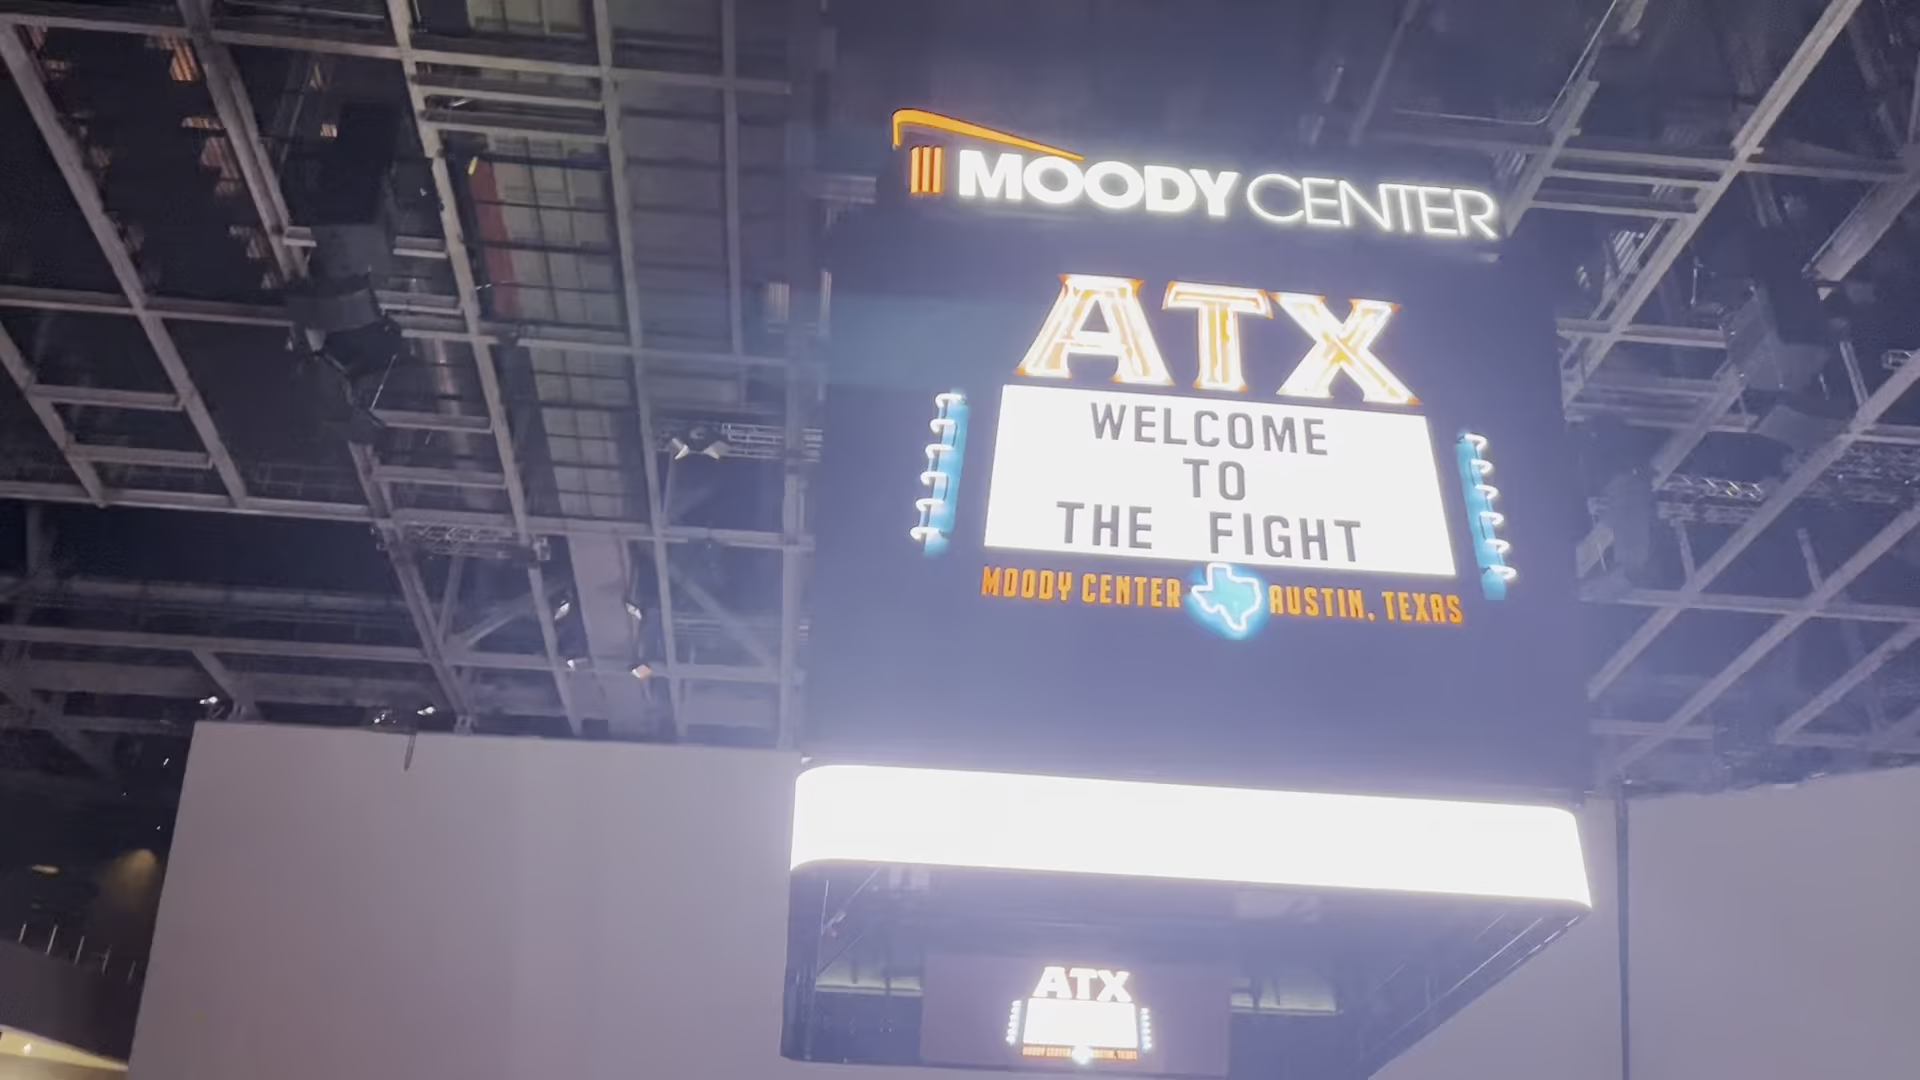 MOODY CENTER
ATX
WELCOME
TO
THE FIGHT
MOODY CENTER AUSTIN, TEXAS
ATX